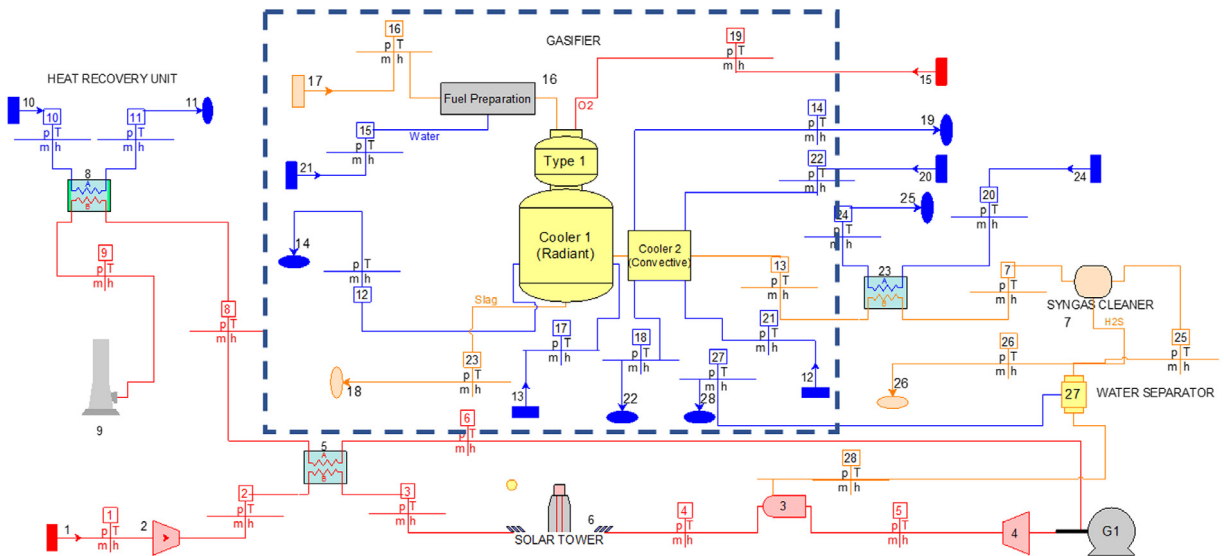 GASIFIER
HEAT RECOVERY UNIT
16
p T
m h
17
Fuel Preparation
16
O2
19
p T
m h
15
10
10
p T
m h
11
11
p T
m h
15
p T
m h
Water
21
Type 1
14
p T
m h
19
22
p T
m h
20
24
8
A
B
Cooler 1
(Radiant)
Cooler 2
(Convective)
14
p T
m h
12
24
p T
m h
25
20
p T
m h
23
A
B
13
p T
m h
7
p T
m h
SYNGAS CLEANER
7
H2S
9
p T
m h
8
p T
m h
Slag
23
p T
m h
18
17
p T
m h
13
18
p T
m h
22
27
p T
m h
28
21
p T
m h
12
26
p T
m h
26
25
p T
m h
WATER SEPARATOR
27
9
5
A
B
6
p T
m h
28
p T
m h
1
1
p T
m h
2
2
p T
m h
3
p T
m h
6
SOLAR TOWER
4
p T
m h
3
5
p T
m h
4
G1